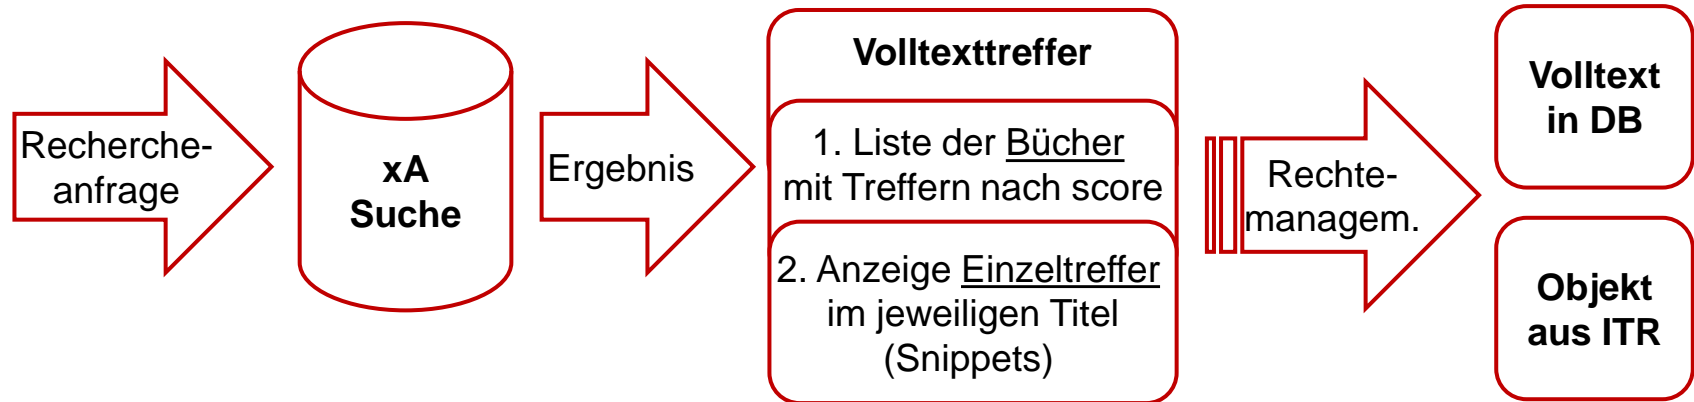 Recherche-
anfrage
xA
Suche
Ergebnis
Volltexttreffer
1. Liste der Bücher
mit Treffern nach score
2. Anzeige Einzeltreffer
im jeweiligen Titel
(Snippets)
Rechte-
managem.
Volltext
in DB
Objekt
aus ITR